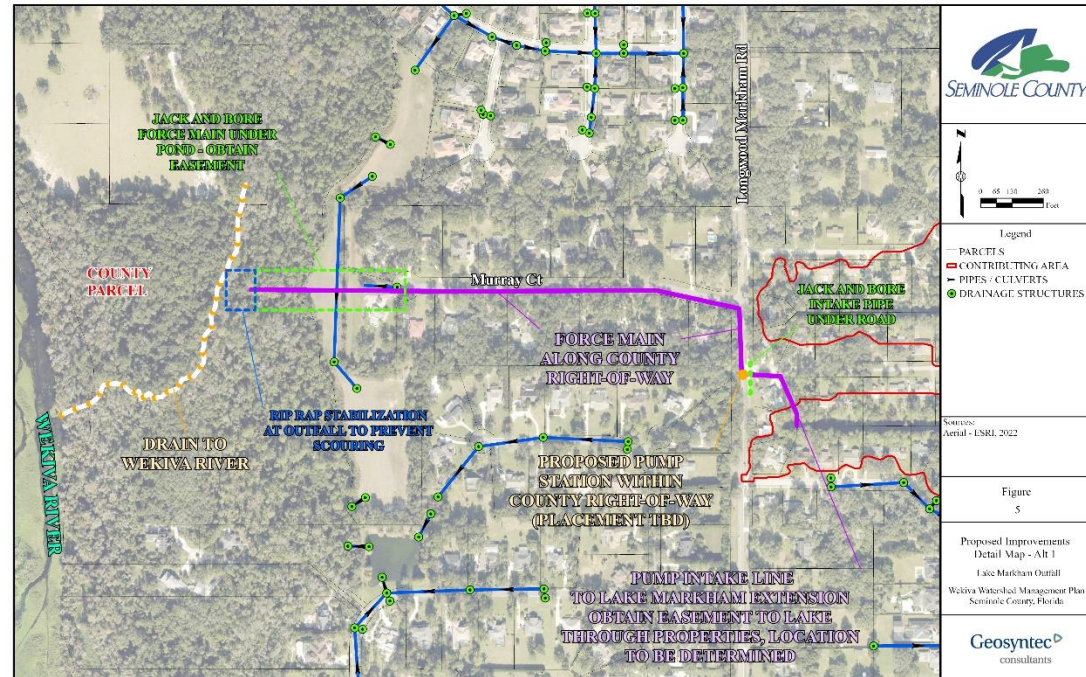 JACK AND BORE
FORCE MAIN UNDER
POND - OBTAIN
EASEMENT
COUNTY
PARCEL
WEKIVA RIVER
DRAIN TO
WEKIVA RIVER
RIP RAP STABILIZATION
AT OUTFALL TO PREVENT
SCOURING
Murray Ct
Longwood Markham Rd
FORCE MAIN
ALONG COUNTY
RIGHT-OF-WAY
JACK AND BORE
INTAKE PIPE
UNDER ROAD
PROPOSED PUMP
STATION WITHIN
COUNTY RIGHT-OF-WAY
(PLACEMENT TBD)
PUMP INTAKE LINE
TO LAKE MARKHAM EXTENSION
OBTAIN EASEMENT TO LAKE
THROUGH PROPERTIES, LOCATION
TO BE DETERMINED
SEMINOLE COUNTY
N
0 65 130 260
Feet
Legend
PARCELS
CONTRIBUTING AREA
PIPES / CULVERTS
DRAINAGE STRUCTURES
Sources:
Aerial - ESRI, 2022
Figure
5
Proposed Improvements
Detail Map - Alt 1
Lake Markham Outfall
Wekiva Watershed Management Plan
Seminole County, Florida
Geosyntec
consultants